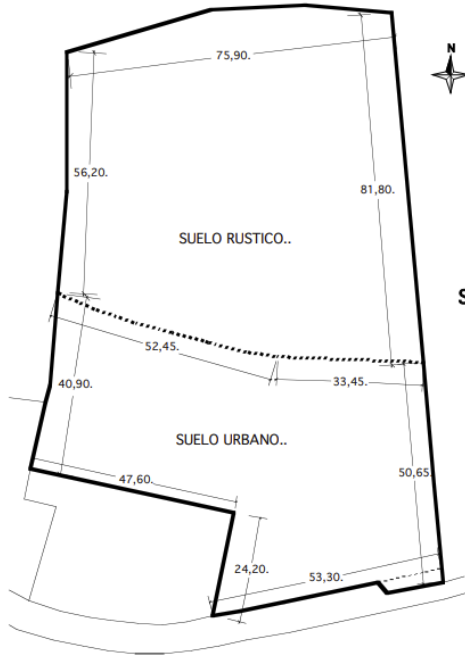 75,90.
N
56,20.
81,80.
SUELO RUSTICO..
S
52,45.
33,45.
40,90.
SUELO URBANO..
50,65.
47,60.
24,20.
53,30.